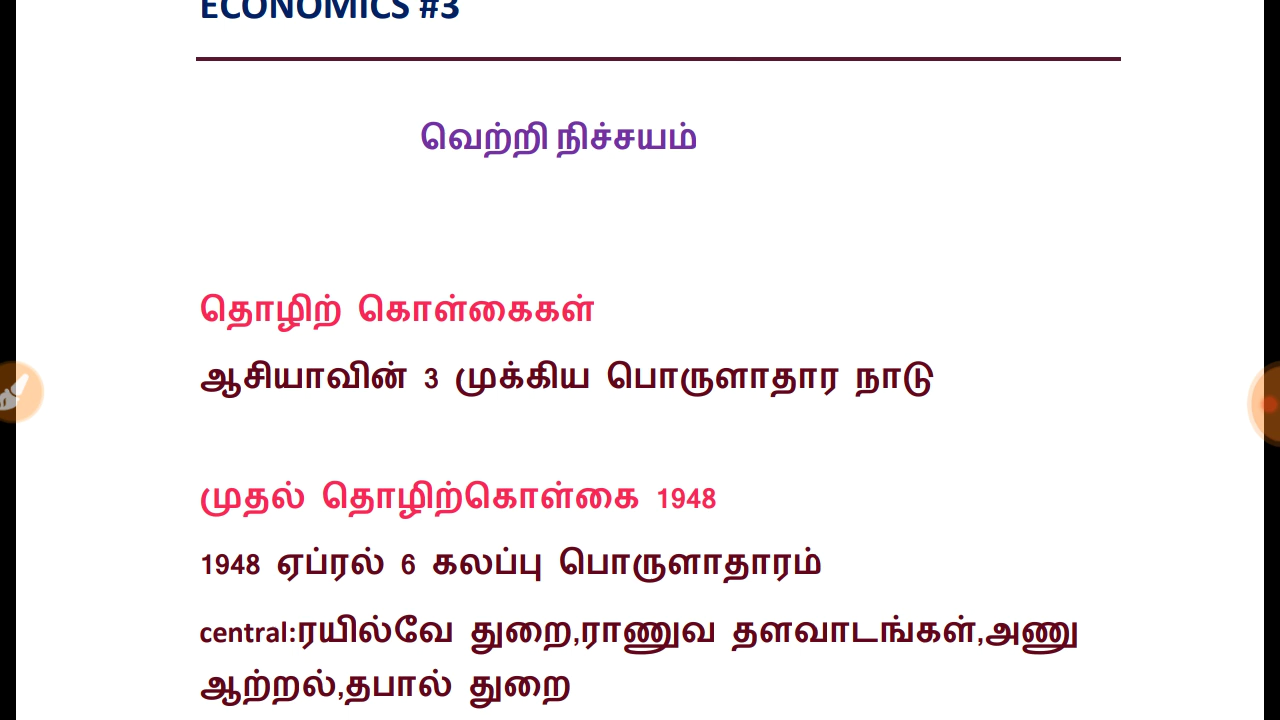 ECONOMICS #3
வெற்றி நிச்சயம்
தொழிற் கொள்கைகள்
ஆசியாவின் 3 முக்கிய பொருளாதார நாடு
முதல் தொழிற்கொள்கை 1948
1948 ஏப்ரல் 6 கலப்பு பொருளாதாரம்
central:ரயில்வே துறை,ராணுவ தளவாடங்கள்,அணு
ஆற்றல்,தபால் துறை